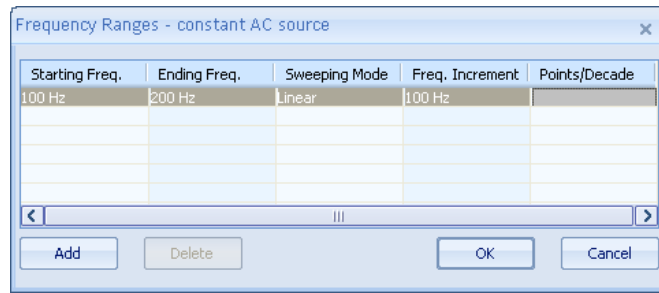 Frequency Ranges - constant AC source
Starting Freq. Ending Freq. Sweeping Mode Freq. Increment Points/Decade
100 Hz 200 Hz Linear 100 Hz
Add Delete OK Cancel